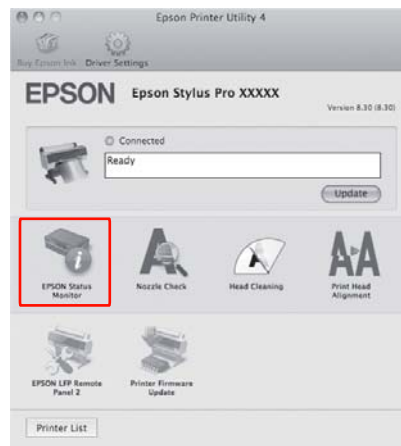 Epson Printer Utility 4
Buy Epson Ink Driver Settings
EPSON Epson Stylus Pro XXXXX
Version 8.30 (8.30)
Connected
Ready
Update
EPSON Status Monitor
Nozzle Check
Head Cleaning
Print Head Alignment
EPSON LFP Remote Panel 2
Printer Firmware Update
Printer List